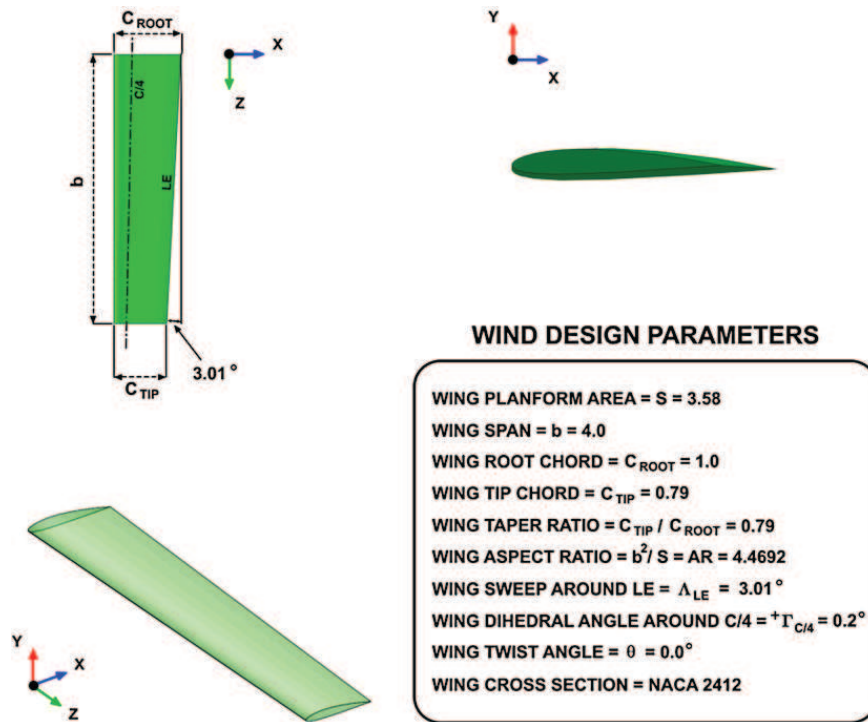 C ROOT
X
Z
C/4
LE
b
3.01 °
C TIP
Y
X
WIND DESIGN PARAMETERS
WING PLANFORM AREA = S = 3.58
WING SPAN = b = 4.0
WING ROOT CHORD = C ROOT = 1.0
WING TIP CHORD = C TIP = 0.79
WING TAPER RATIO = C TIP / C ROOT = 0.79
WING ASPECT RATIO = b²/ S = AR = 4.4692
WING SWEEP AROUND LE = Λ LE = 3.01 °
WING DIHEDRAL ANGLE AROUND C/4 = ⁺Γ C/4 = 0.2°
WING TWIST ANGLE = θ = 0.0°
WING CROSS SECTION = NACA 2412
Y
X
Z